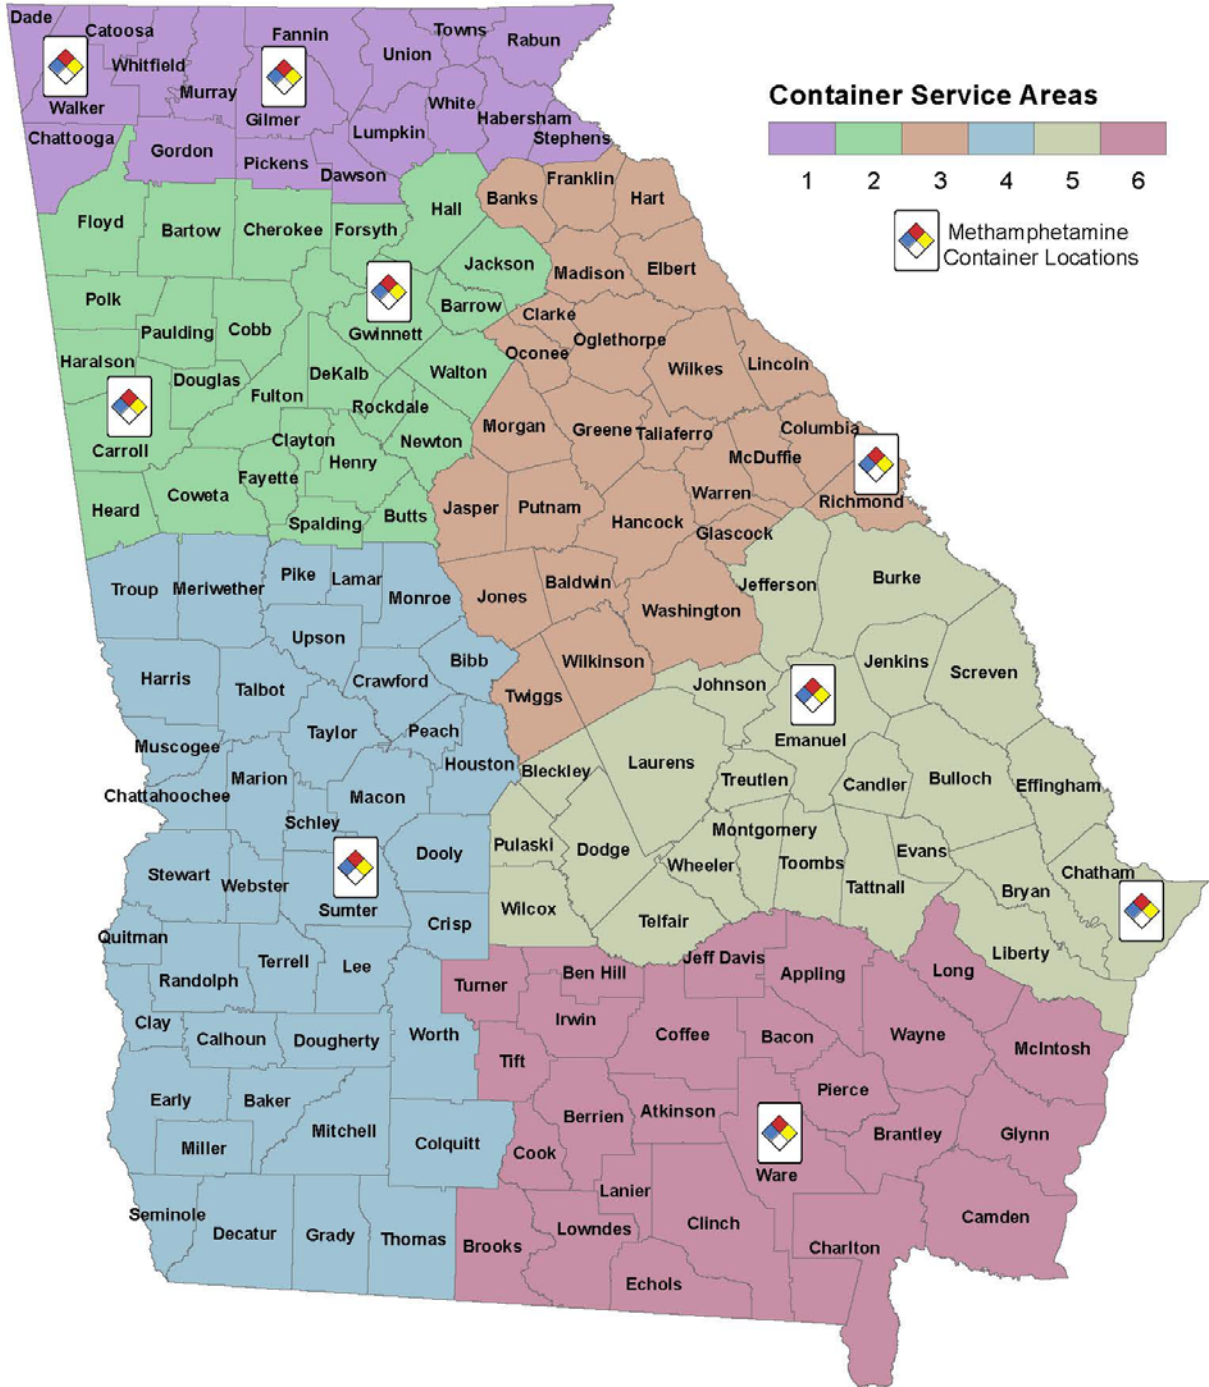 Container Service Areas
1 2 3 4 5 6
Methamphetamine
Container Locations
Dade
Catoosa
Fannin
Towns
Rabun
Union
Whitfield
Murray
Walker
Gilmer
White
Habersham
Lumpkin
Stephens
Chattooga
Gordon
Pickens
Dawson
Franklin
Banks
Hart
Hall
Floyd
Bartow
Cherokee
Forsyth
Jackson
Madison
Elbert
Polk
Barrow
Clarke
Paulding
Cobb
Gwinnett
Oglethorpe
Oconee
Haralson
Douglas
DeKalb
Walton
Wilkes
Lincoln
Fulton
Rockdale
Carroll
Clayton
Newton
Morgan
Greene
Taliaferro
Columbia
Henry
McDuffie
Fayette
Coweta
Heard
Spalding
Butts
Jasper
Putnam
Hancock
Warren
Richmond
Glascock
Troup
Meriwether
Pike
Lamar
Monroe
Jones
Baldwin
Washington
Jefferson
Burke
Upson
Bibb
Wilkinson
Jenkins
Screven
Harris
Talbot
Crawford
Twiggs
Johnson
Taylor
Peach
Emanuel
Muscogee
Houston
Bleckley
Laurens
Treutlen
Candler
Bulloch
Effingham
Chattahoochee
Marion
Macon
Schley
Montgomery
Dooly
Pulaski
Dodge
Wheeler
Toombs
Evans
Chatham
Stewart
Webster
Tattnall
Bryan
Sumter
Crisp
Wilcox
Telfair
Quitman
Liberty
Terrell
Lee
Randolph
Turner
Ben Hill
Jeff Davis
Appling
Long
Clay
Calhoun
Dougherty
Worth
Irwin
Coffee
Bacon
Wayne
McIntosh
Tift
Early
Baker
Pierce
Mitchell
Berrien
Atkinson
Miller
Colquitt
Cook
Brantley
Glynn
Ware
Lanier
Seminole
Decatur
Grady
Thomas
Brooks
Lowndes
Clinch
Charlton
Camden
Echols